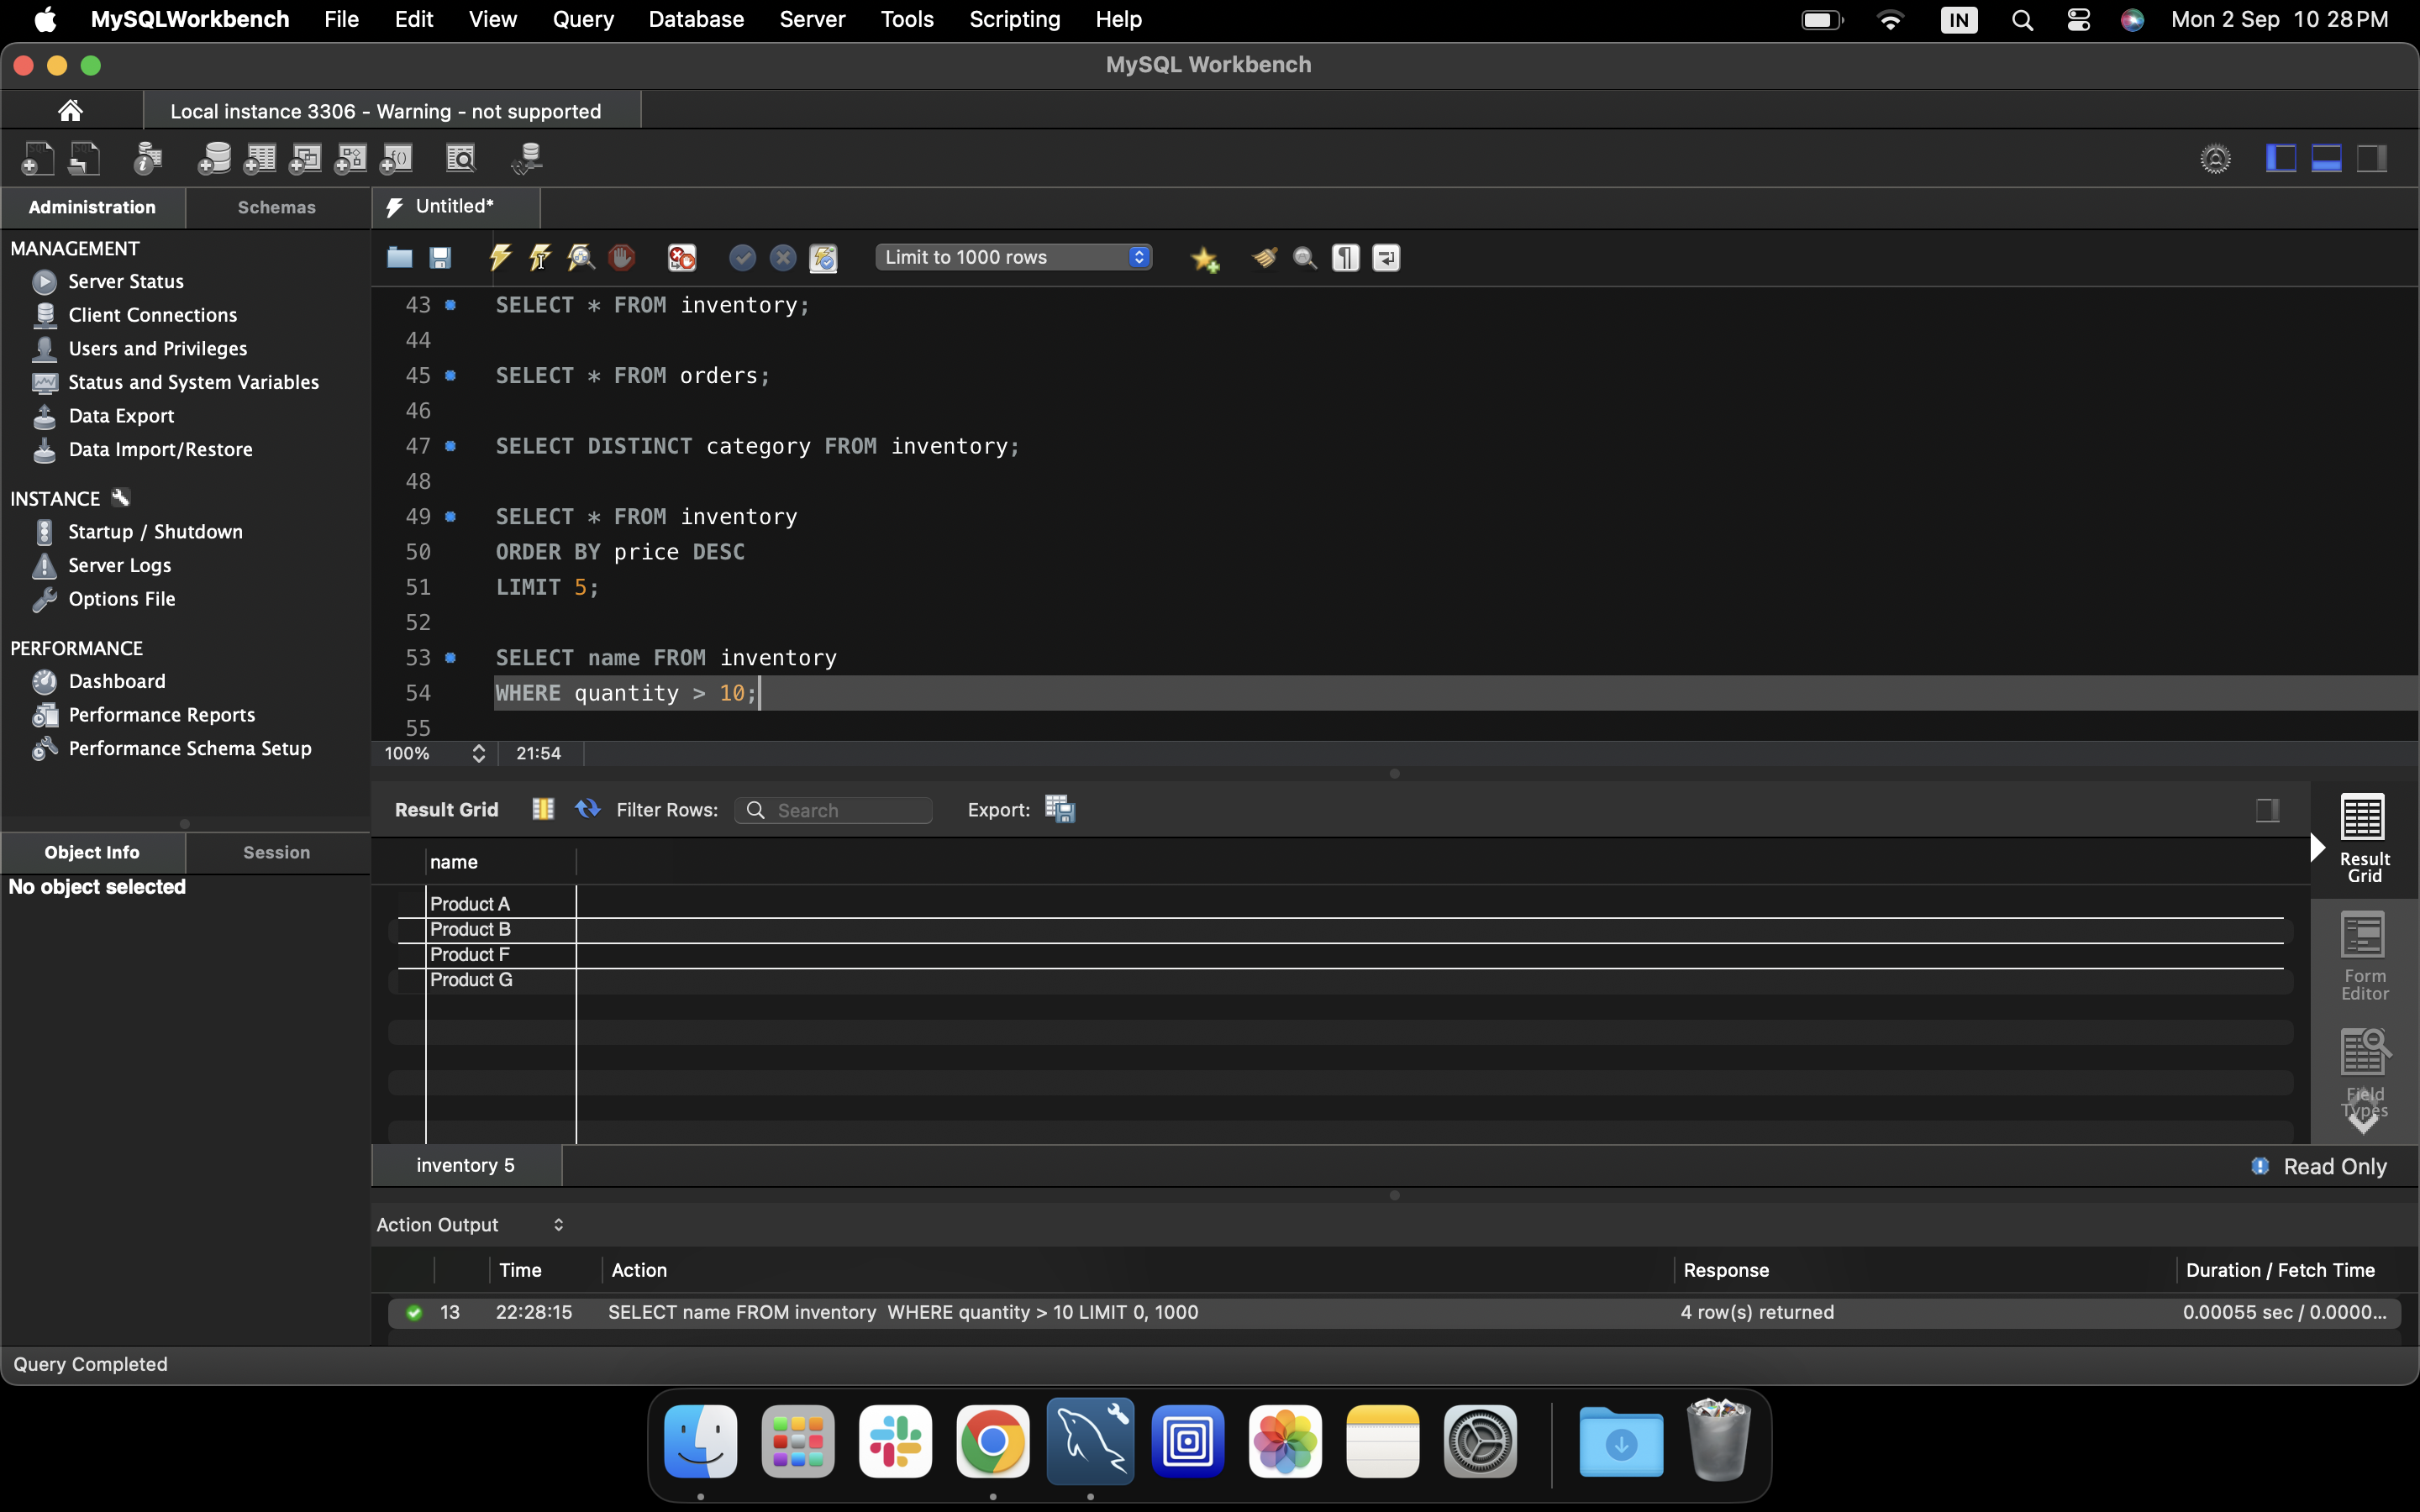 MySQLWorkbench File Edit View Query Database Server Tools Scripting Help IN Mon 2 Sep 10 28 PM
MySQL Workbench
Local instance 3306 - Warning - not supported
Administration Schemas Untitled*
MANAGEMENT
Server Status
Client Connections
Users and Privileges
Status and System Variables
Data Export
Data Import/Restore
INSTANCE
Startup / Shutdown
Server Logs
Options File
PERFORMANCE
Dashboard
Performance Reports
Performance Schema Setup
Object Info Session
No object selected
Limit to 1000 rows
43 SELECT * FROM inventory;
44
45 SELECT * FROM orders;
46
47 SELECT DISTINCT category FROM inventory;
48
49 SELECT * FROM inventory
50 ORDER BY price DESC
51 LIMIT 5;
52
53 SELECT name FROM inventory
54 WHERE quantity > 10;
55
100% 21:54
Result Grid Filter Rows: Search Export:
name
Product A
Product B
Product F
Product G
Result
Grid
Form
Editor
Field
Types
inventory 5 Read Only
Action Output
Time Action Response Duration / Fetch Time
13 22:28:15 SELECT name FROM inventory WHERE quantity > 10 LIMIT 0, 1000 4 row(s) returned 0.00055 sec / 0.0000...
Query Completed